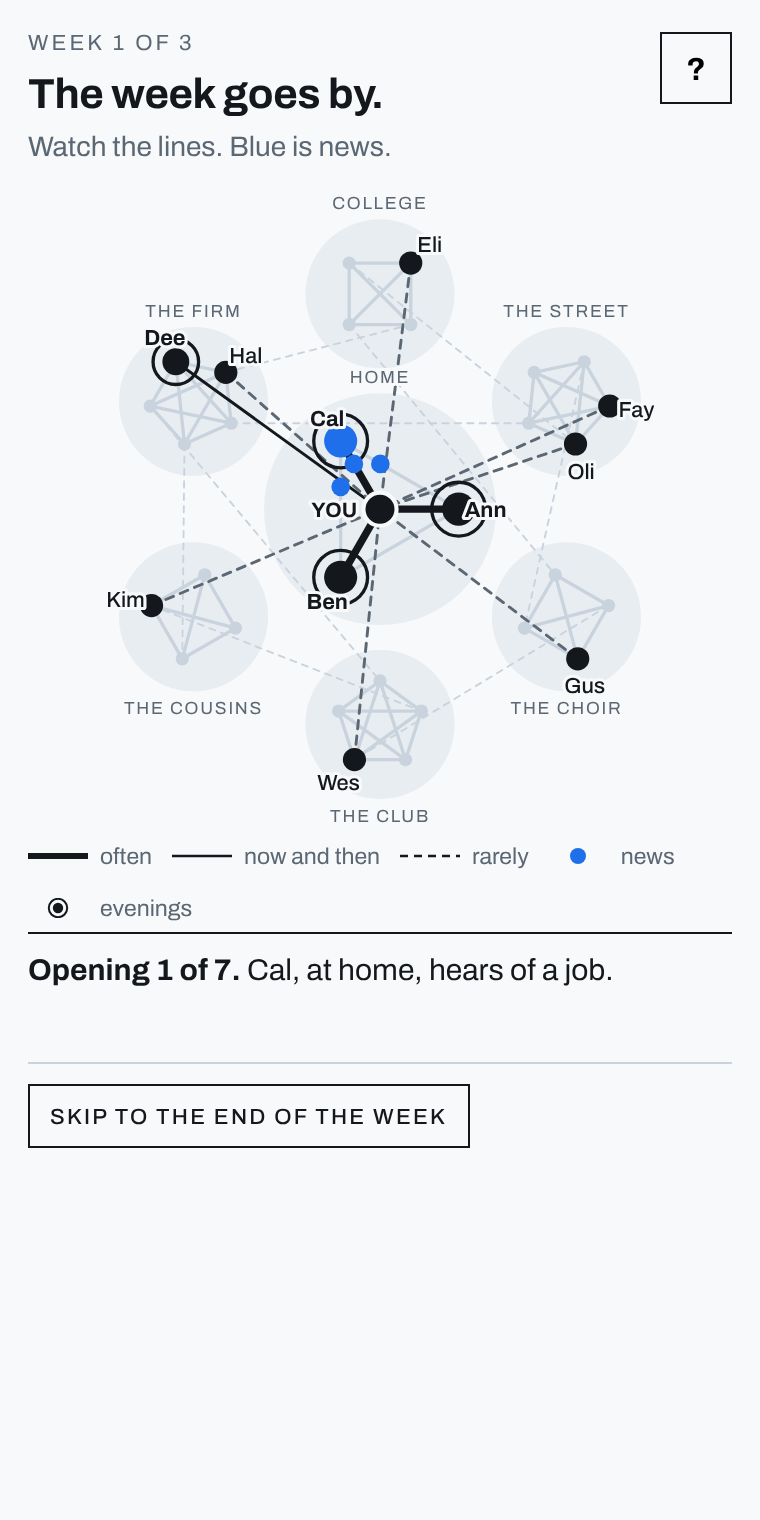 WEEK 1 OF 3
?
The week goes by.
Watch the lines. Blue is news.
COLLEGE
Eli
THE FIRM
THE STREET
Dee
Hal
HOME
Cal
Fay
Oli
YOU
Ann
Kim
Ben
Gus
THE COUSINS
THE CHOIR
Wes
THE CLUB
often
now and then
rarely
news
evenings
Opening 1 of 7. Cal, at home, hears of a job.
SKIP TO THE END OF THE WEEK